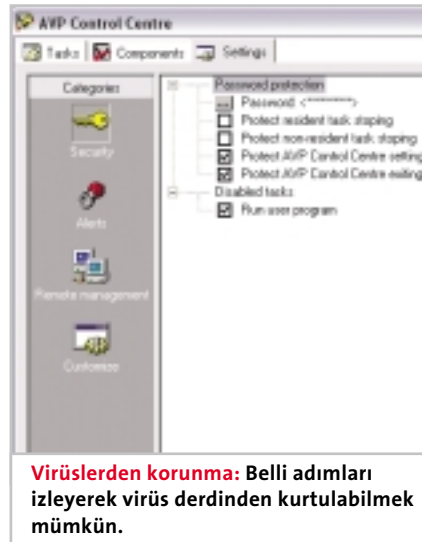 AVP Control Centre
Tasks Components Settings
Categories
Security
Alerts
Remote management
Customize
Password protection
Password <**********>
Protect resident task stoping
Protect non-resident task stoping
Protect AVP Control Centre setting
Protect AVP Control Centre exiting
Disabled tasks
Run user program
Virüslerden korunma: Belli adımları
izleyerek virüs derdinden kurtulabilmek
mümkün.